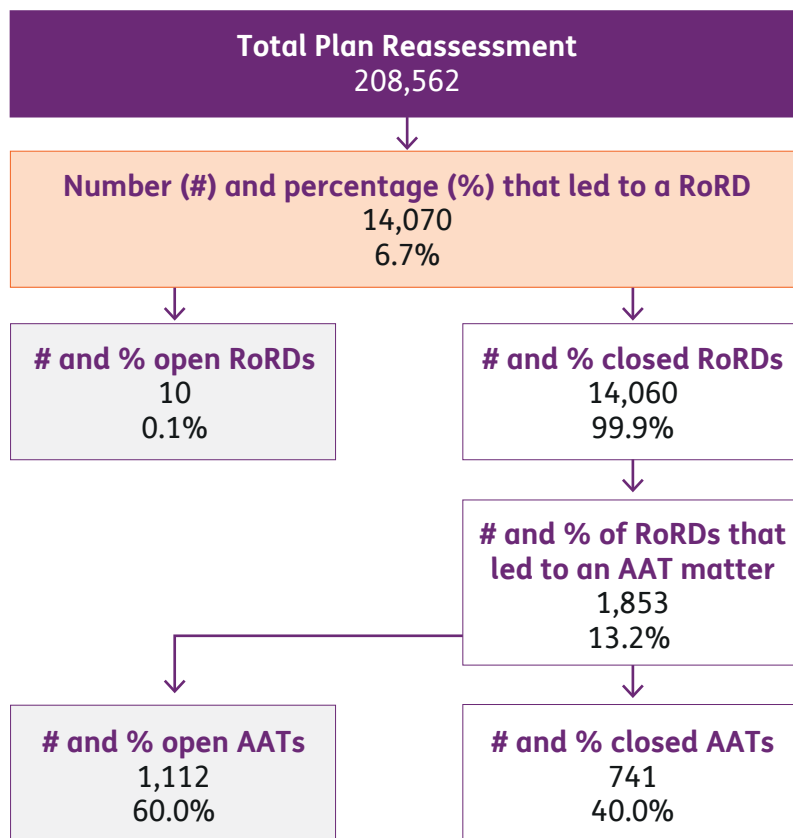 Total Plan Reassessment
208,562
Number (#) and percentage (%) that led to a RoRD
14,070
6.7%
# and % open RoRDs
10
0.1%
# and % closed RoRDs
14,060
99.9%
# and % of RoRDs that
led to an AAT matter
1,853
13.2%
# and % open AATs
1,112
60.0%
# and % closed AATs
741
40.0%